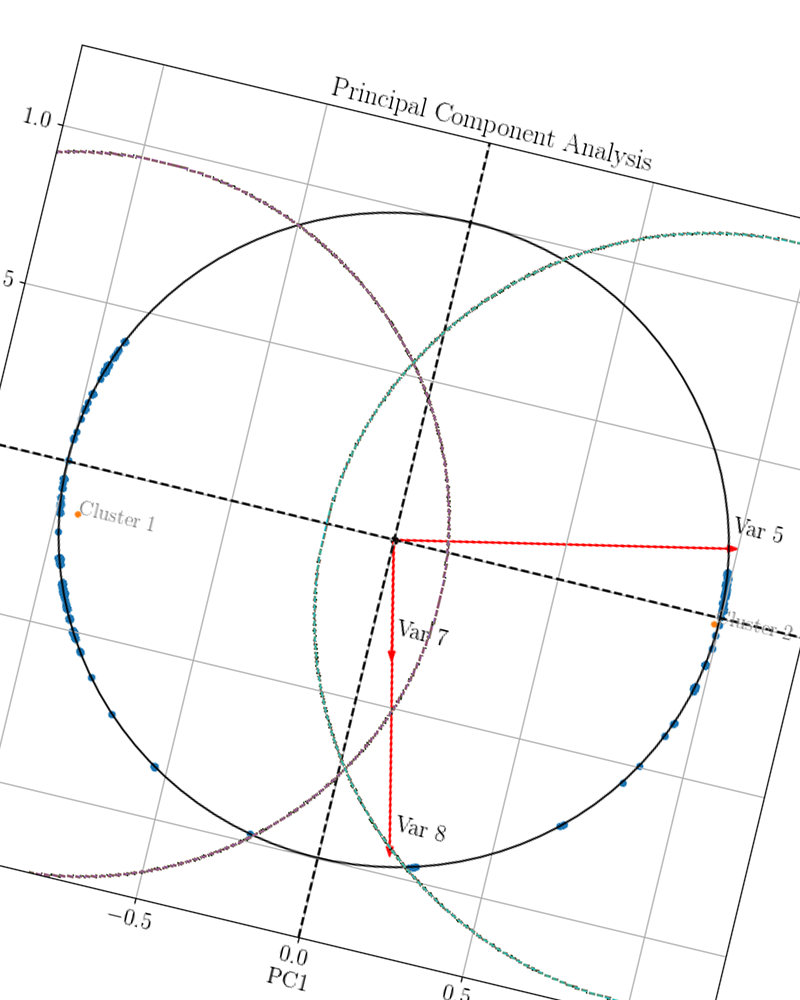 Principal Component Analysis
1.0
5
Cluster 1
Var 5
Cluster 2
Var 7
Var 8
−0.5
0.0
0.5
PC1